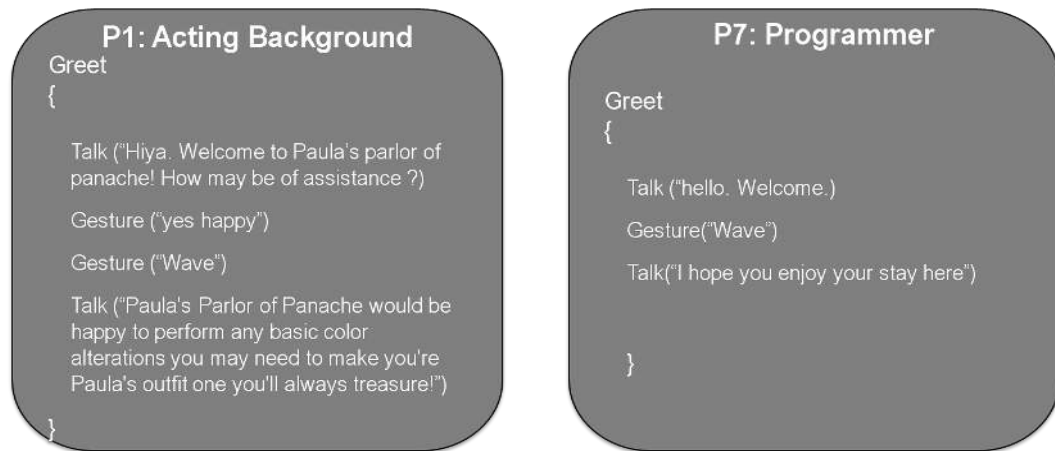 P1: Acting Background
Greet
{
Talk ("Hiya. Welcome to Paula's parlor of
panache! How may be of assistance ?)
Gesture ("yes happy")
Gesture ("Wave")
Talk ("Paula's Parlor of Panache would be
happy to perform any basic color
alterations you may need to make you're
Paula's outfit one you'll always treasure!")
}
P7: Programmer
Greet
{
Talk ("hello. Welcome.)
Gesture("Wave")
Talk("I hope you enjoy your stay here")
}